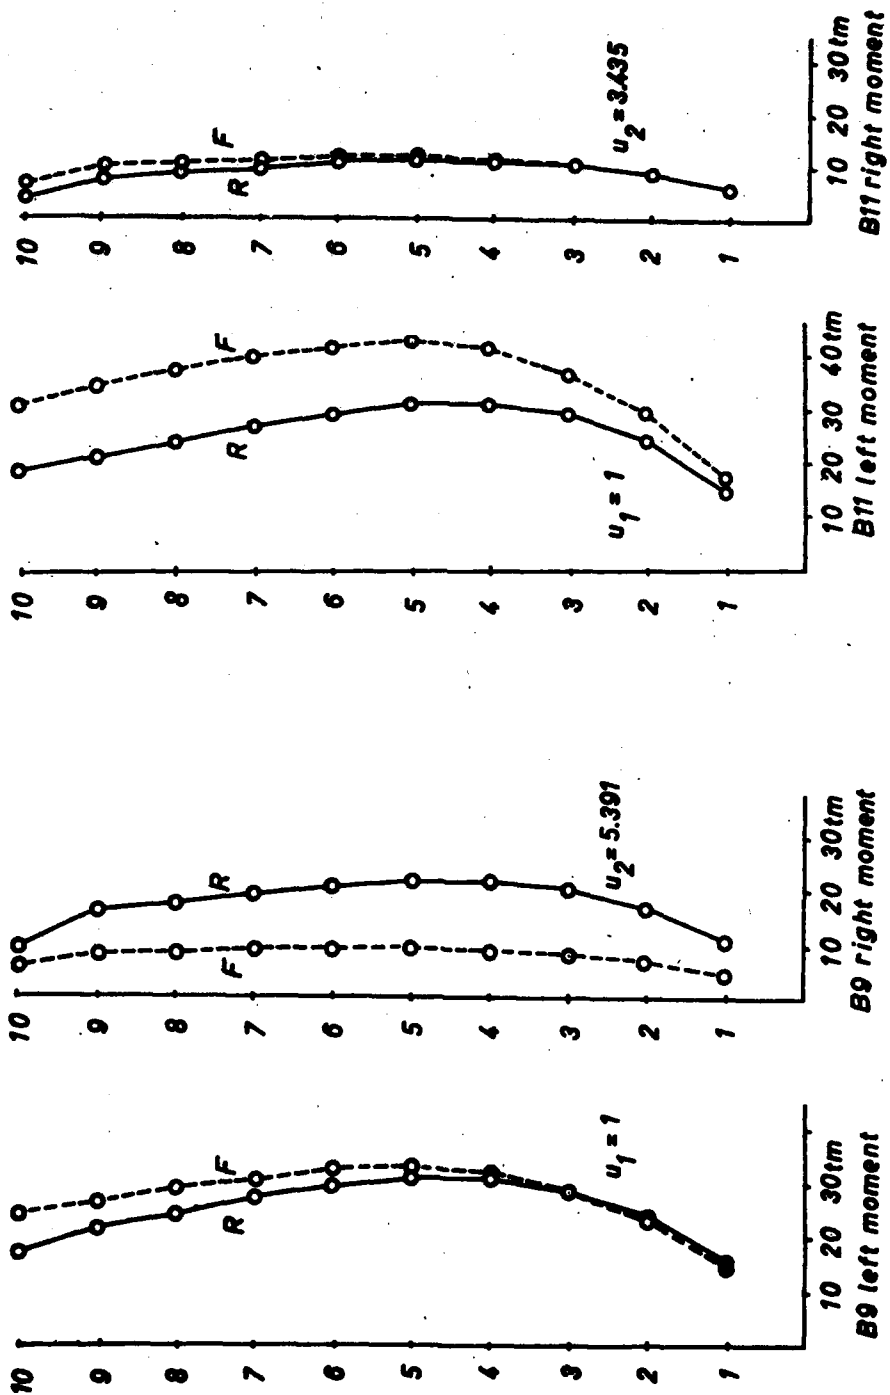 10
9
8
7
6
5
4
3
2
1
R
F
u1 = 1
10 20 30tm
B9 left moment
10
9
8
7
6
5
4
3
2
1
F
R
u2 = 5.391
10 20 30tm
B9 right moment
10
9
8
7
6
5
4
3
2
1
R
F
u1 = 1
10 20 30 40tm
B11 left moment
10
9
8
7
6
5
4
3
2
1
R
F
u2 = 3.435
10 20 30tm
B11 right moment